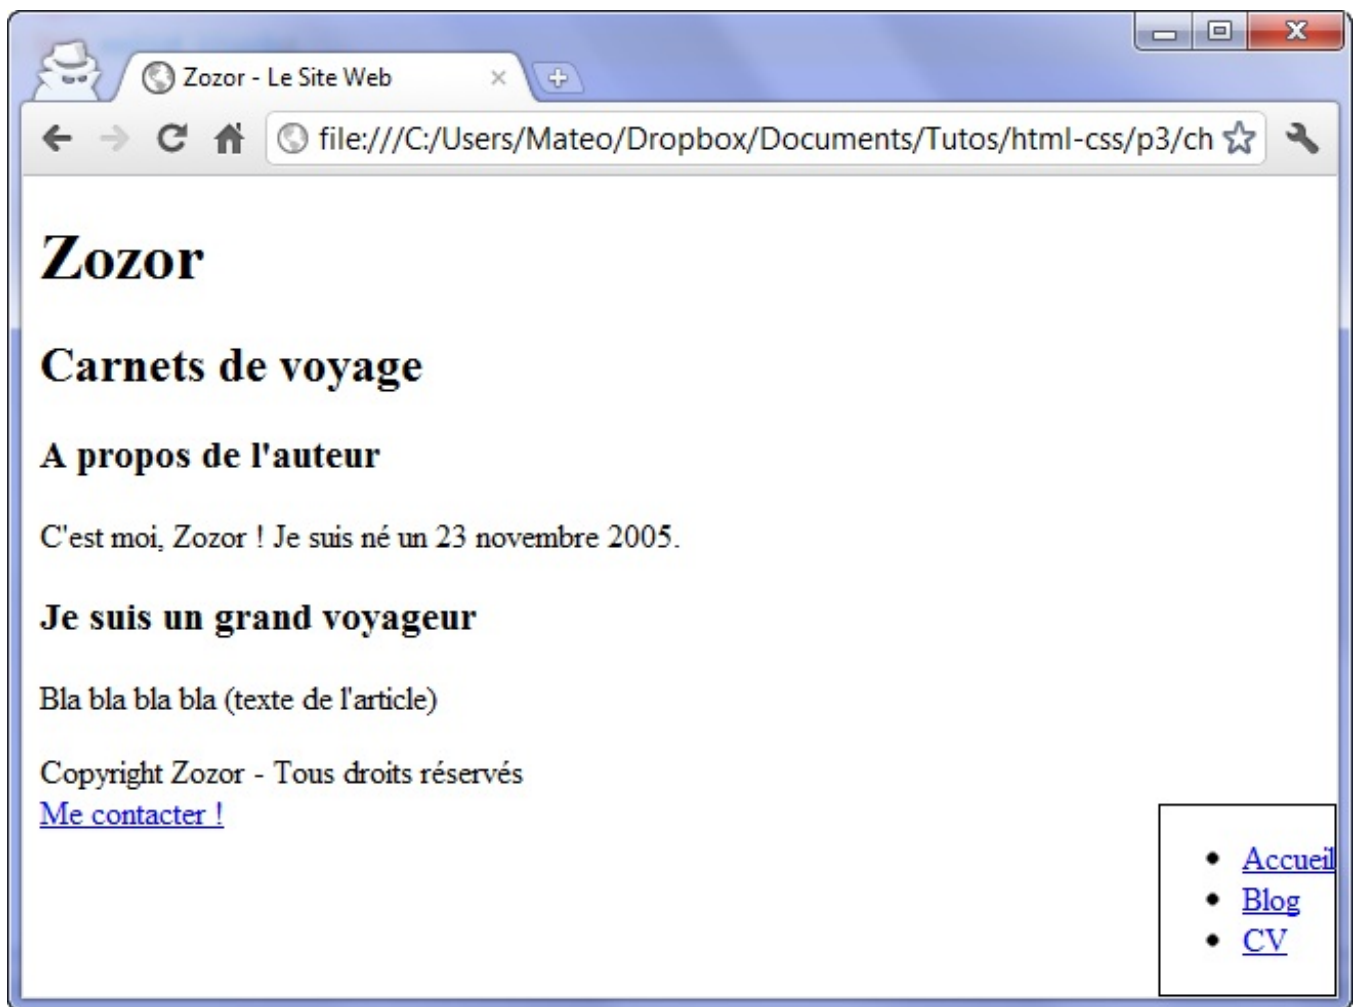 Zozor - Le Site Web
file:///C:/Users/Mateo/Dropbox/Documents/Tutos/html-css/p3/ch
Zozor
Carnets de voyage
A propos de l'auteur
C'est moi, Zozor ! Je suis né un 23 novembre 2005.
Je suis un grand voyageur
Bla bla bla bla (texte de l'article)
Copyright Zozor - Tous droits réservés
Me contacter !
Accueil
Blog
CV